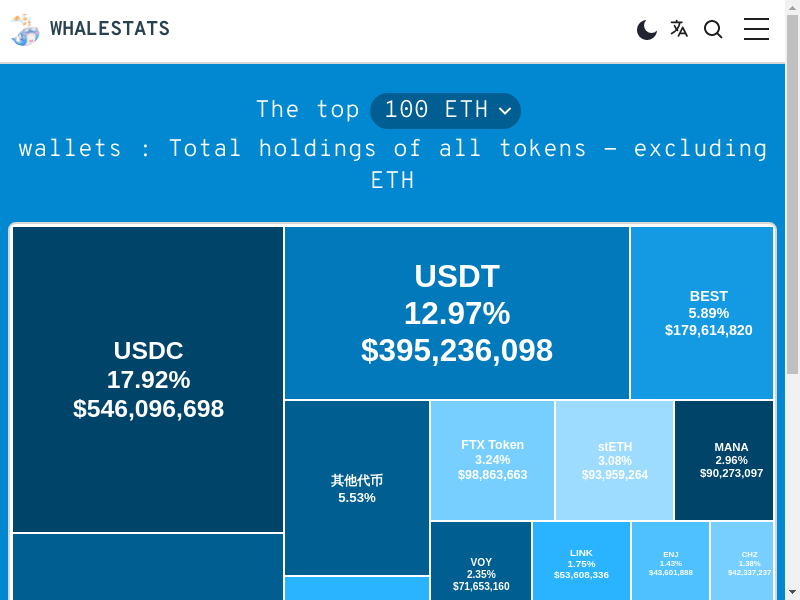 WHALESTATS
The top 100 ETH
wallets : Total holdings of all tokens – excluding
ETH
USDC
17.92%
$546,096,698
USDT
12.97%
$395,236,098
BEST
5.89%
$179,614,820
其他代币
5.53%
FTX Token
3.24%
$98,863,663
stETH
3.08%
$93,959,264
MANA
2.96%
$90,273,097
VOY
2.35%
$71,653,160
LINK
1.75%
$53,608,336
ENJ
1.43%
$43,601,888
CHZ
1.38%
$42,337,237